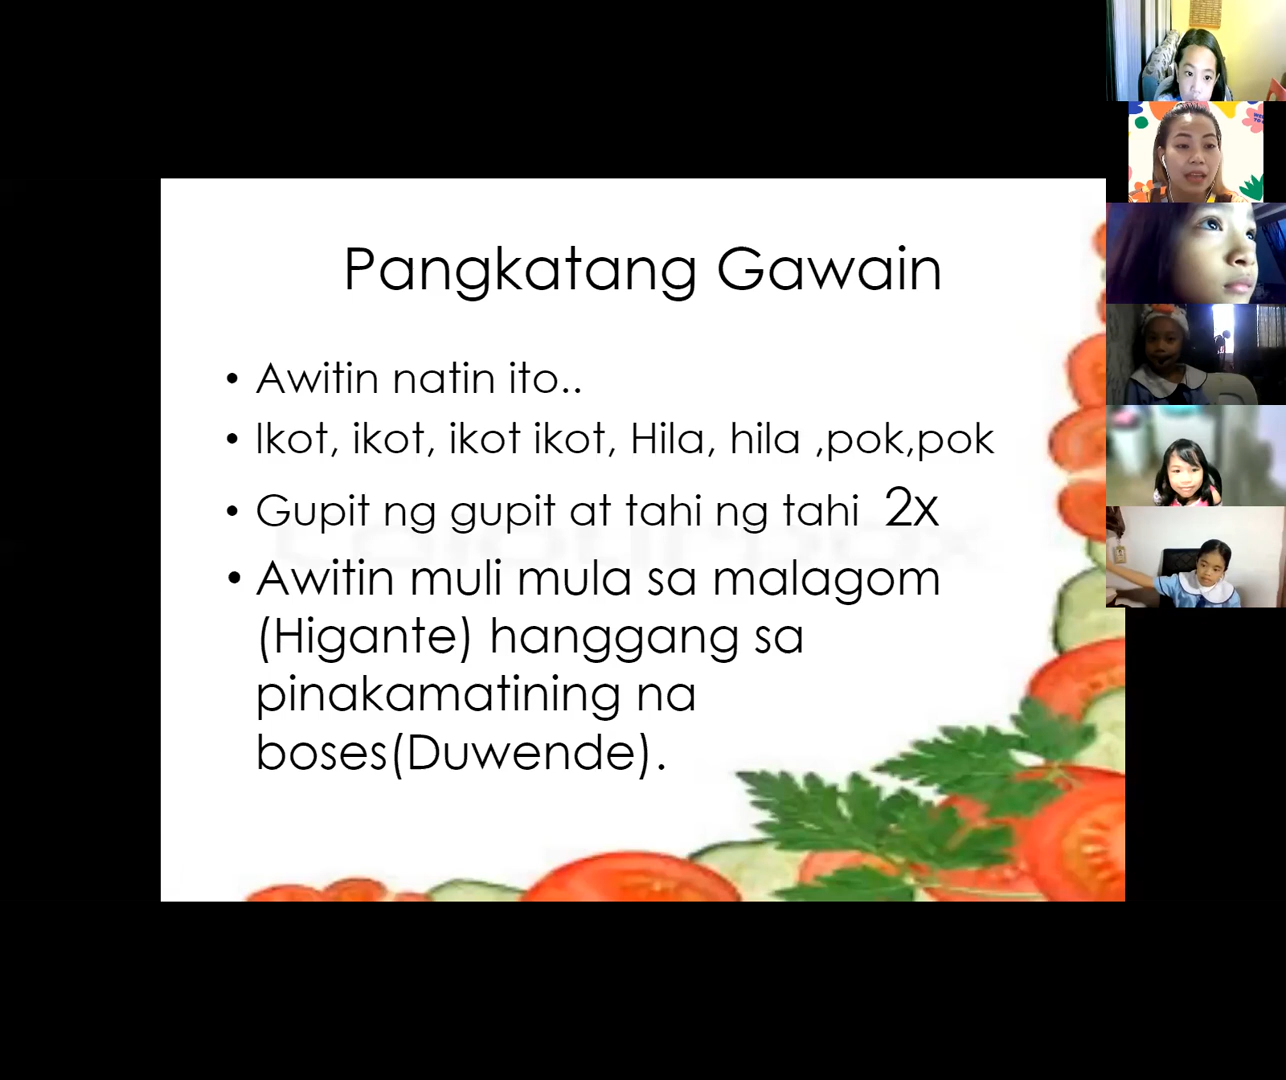 Pangkatang Gawain
• Awitin natin ito..
• Ikot, ikot, ikot ikot, Hila, hila ,pok,pok
• Gupit ng gupit at tahi ng tahi 2x
• Awitin muli mula sa malagom
(Higante) hanggang sa
pinakamatining na
boses(Duwende).